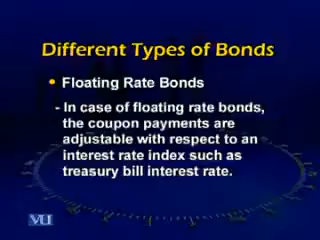 Different Types of Bonds
• Floating Rate Bonds
- In case of floating rate bonds,
the coupon payments are
adjustable with respect to an
interest rate index such as
treasury bill interest rate.
VU